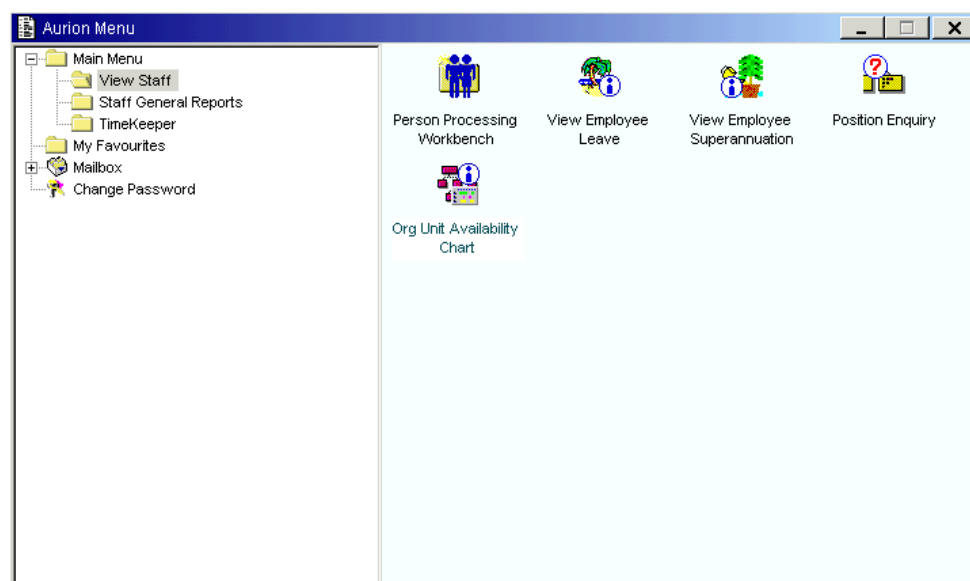 Aurion Menu
Main Menu
View Staff
Staff General Reports
TimeKeeper
My Favourites
Mailbox
Change Password
Person Processing
Workbench
View Employee
Leave
View Employee
Superannuation
Position Enquiry
Org Unit Availability
Chart